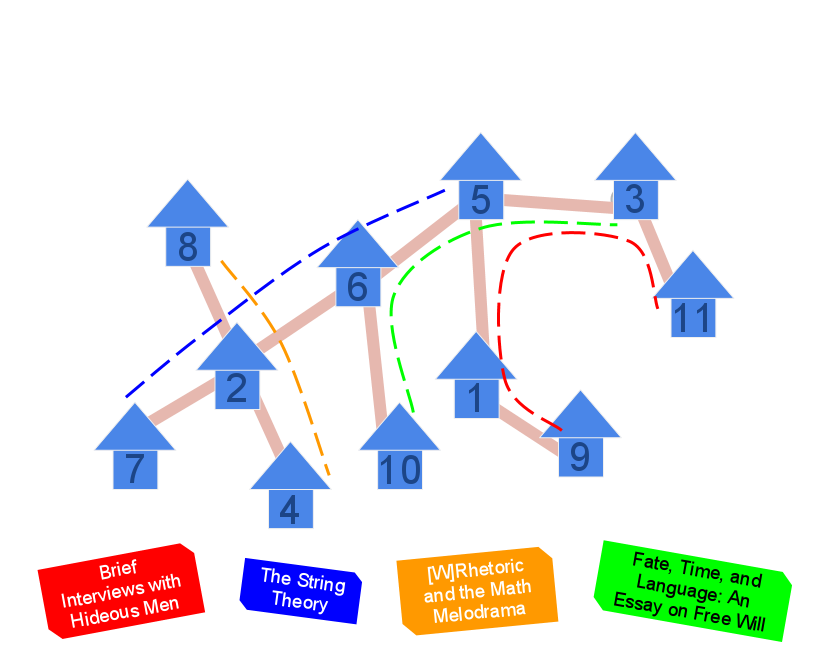 5
3
8
6
11
2
1
7
10
9
4
Brief
Interviews with
Hideous Men
The String
Theory
[W]Rhetoric
and the Math
Melodrama
Fate, Time, and
Language: An
Essay on Free Will